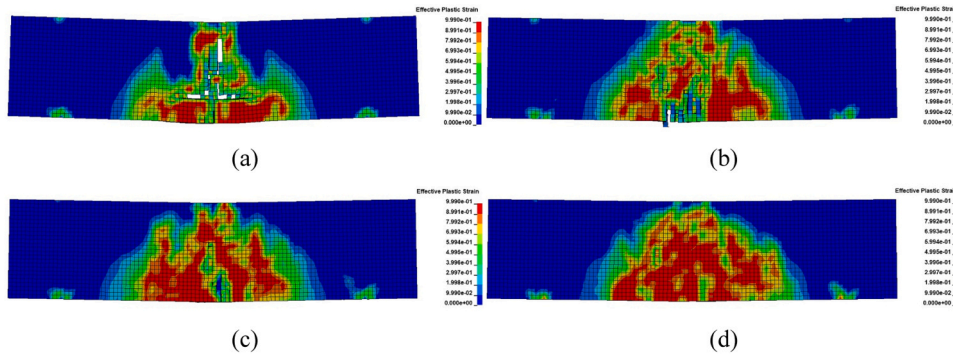 Effective Plastic Strain
9.990e-01
8.991e-01
7.992e-01
6.993e-01
5.994e-01
4.995e-01
3.996e-01
2.997e-01
1.998e-01
9.990e-02
0.000e+00
(a)
Effective Plastic Strain
9.990e-01
8.991e-01
7.992e-01
6.993e-01
5.994e-01
4.995e-01
3.996e-01
2.997e-01
1.998e-01
9.990e-02
0.000e+00
(b)
Effective Plastic Strain
9.990e-01
8.991e-01
7.992e-01
6.993e-01
5.994e-01
4.995e-01
3.996e-01
2.997e-01
1.998e-01
9.990e-02
0.000e+00
(c)
Effective Plastic Strain
9.990e-01
8.991e-01
7.992e-01
6.993e-01
5.994e-01
4.995e-01
3.996e-01
2.997e-01
1.998e-01
9.990e-02
0.000e+00
(d)